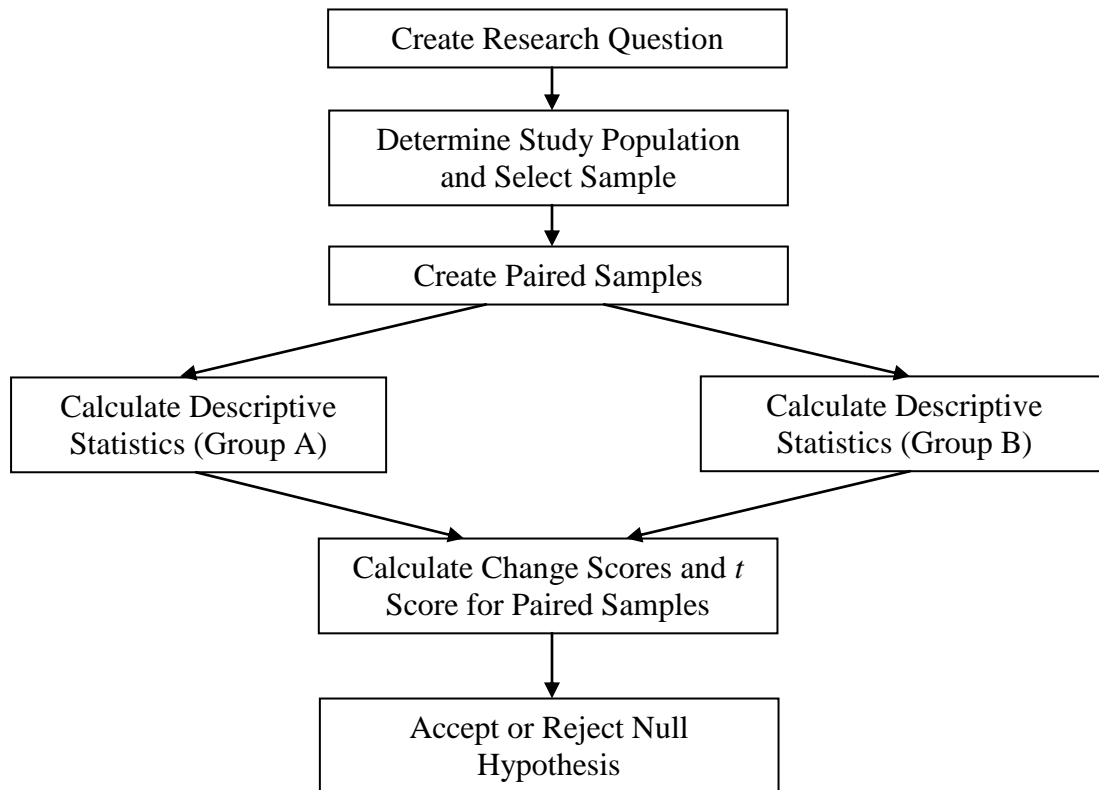 Create Research Question
Determine Study Population
and Select Sample
Create Paired Samples
Calculate Descriptive
Statistics (Group A)
Calculate Descriptive
Statistics (Group B)
Calculate Change Scores and t
Score for Paired Samples
Accept or Reject Null
Hypothesis